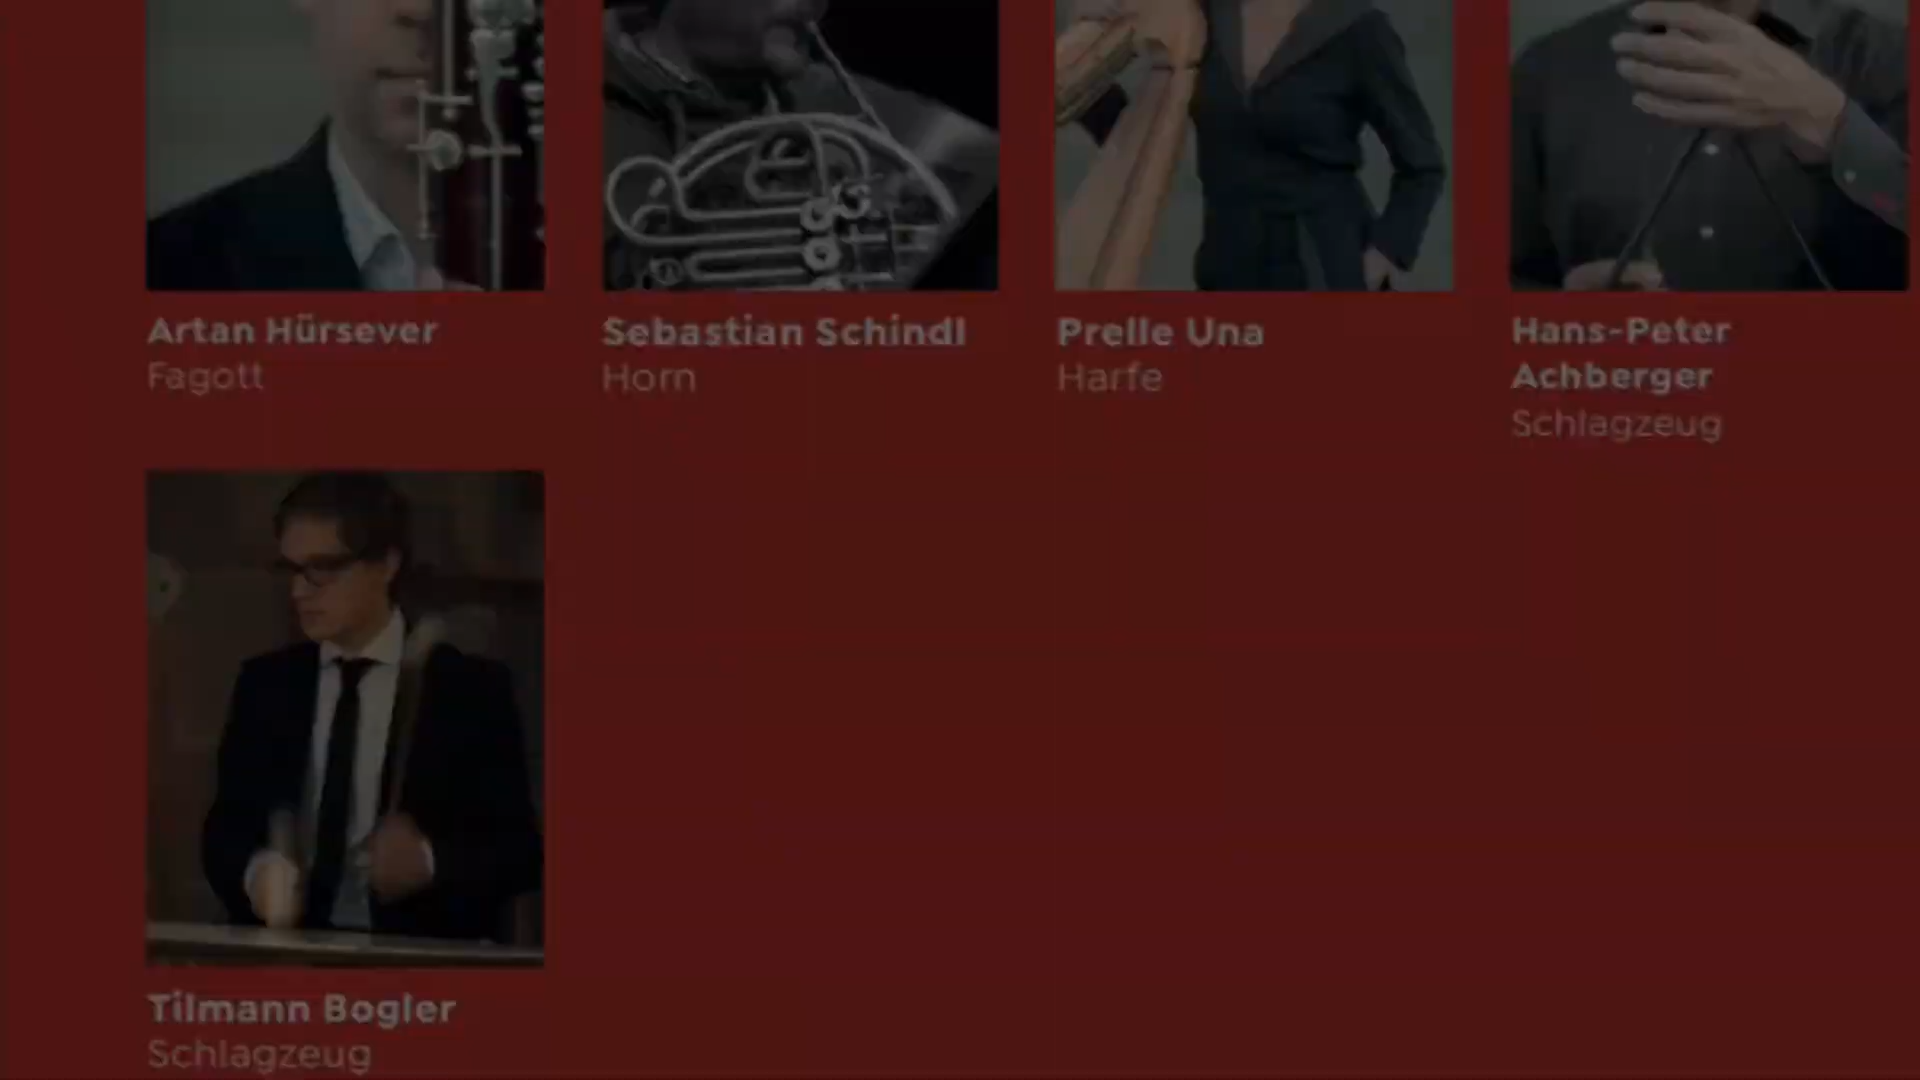 Artan Hürsever
Fagott
Sebastian Schindl
Horn
Prelle Una
Harfe
Hans-Peter
Achberger
Schlagzeug
Tilmann Bogler
Schlagzeug